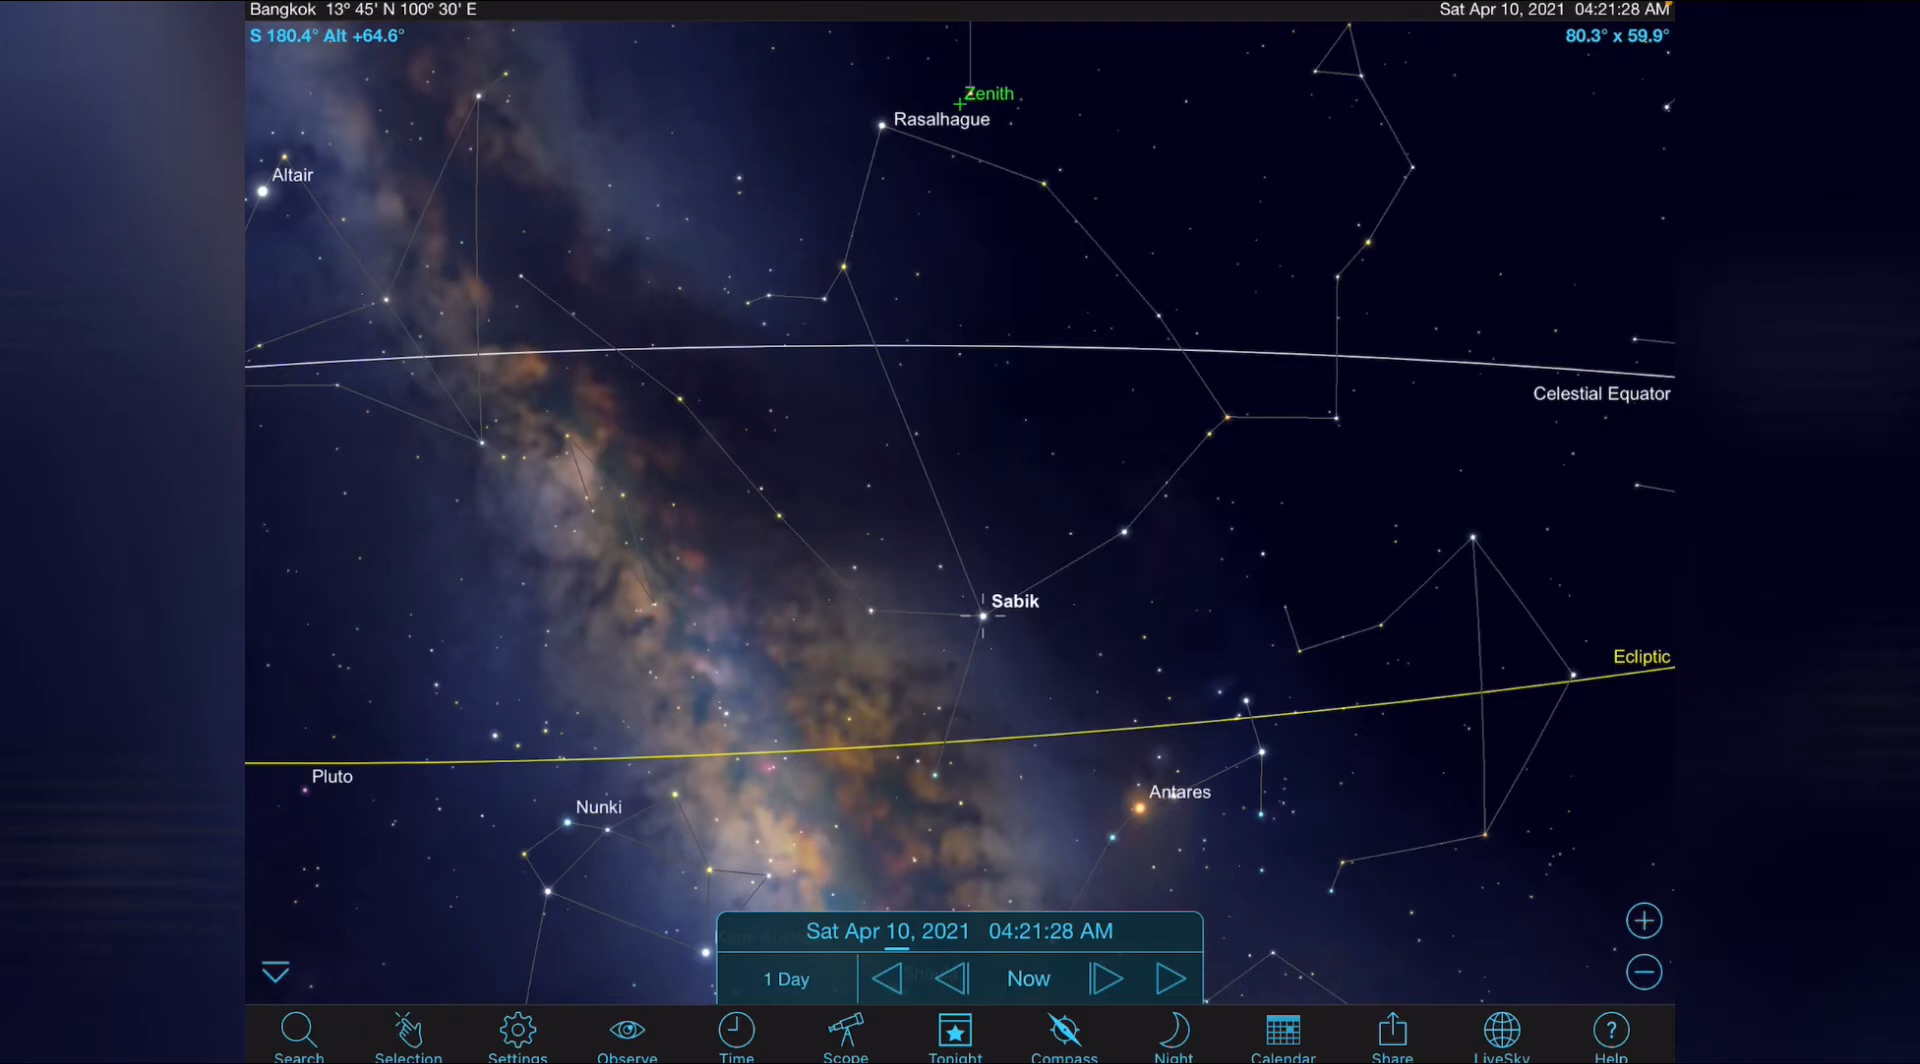 Bangkok 13° 45' N 100° 30' E
Sat Apr 10, 2021 04:21:28 AM
S 180.4° Alt +64.6°
80.3° x 59.9°
Zenith
Rasalhague
Altair
Celestial Equator
Sabik
Ecliptic
Pluto
Antares
Nunki
Sat Apr 10, 2021 04:21:28 AM
1 Day
Now
Search Selection Settings Observe Time Scope Tonight Compass Night Calendar Share LiveSky Help
?